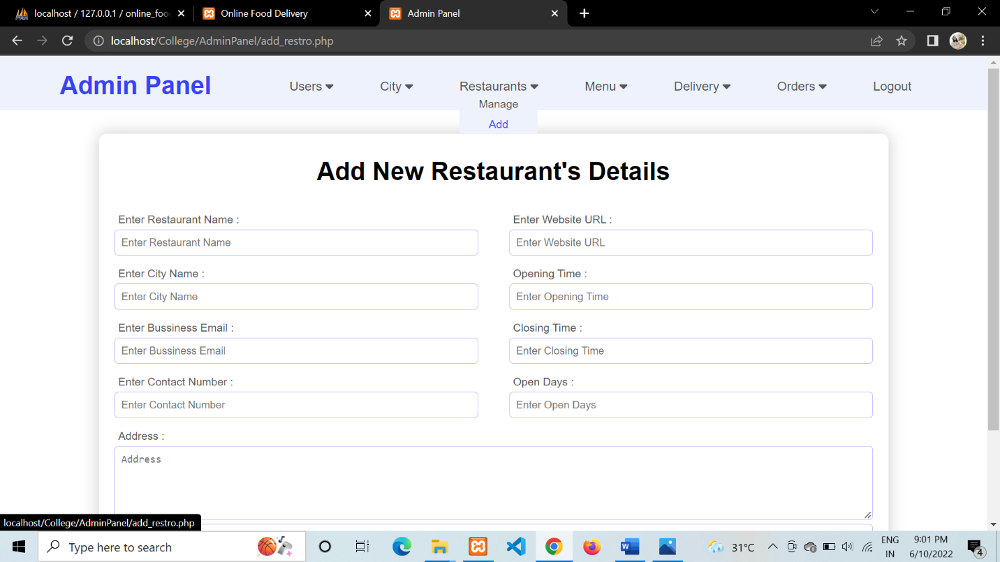 localhost / 127.0.0.1 / online_foo
Online Food Delivery
Admin Panel
localhost/College/AdminPanel/add_restro.php
Admin Panel
Users
City
Restaurants
Menu
Delivery
Orders
Logout
Manage
Add
Add New Restaurant's Details
Enter Restaurant Name :
Enter Website URL :
Enter Restaurant Name
Enter Website URL
Enter City Name :
Opening Time :
Enter City Name
Enter Opening Time
Enter Bussiness Email :
Closing Time :
Enter Bussiness Email
Enter Closing Time
Enter Contact Number :
Open Days :
Enter Contact Number
Enter Open Days
Address :
Address
localhost/College/AdminPanel/add_restro.php
Type here to search
31°C
ENG
IN
9:01 PM
6/10/2022
4